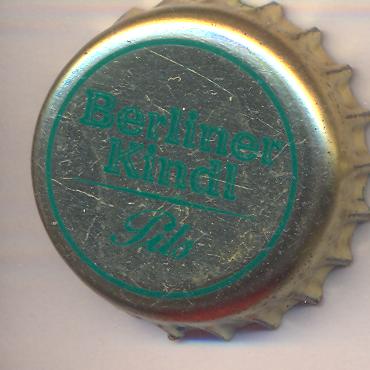 Berliner
Kindl
Pils